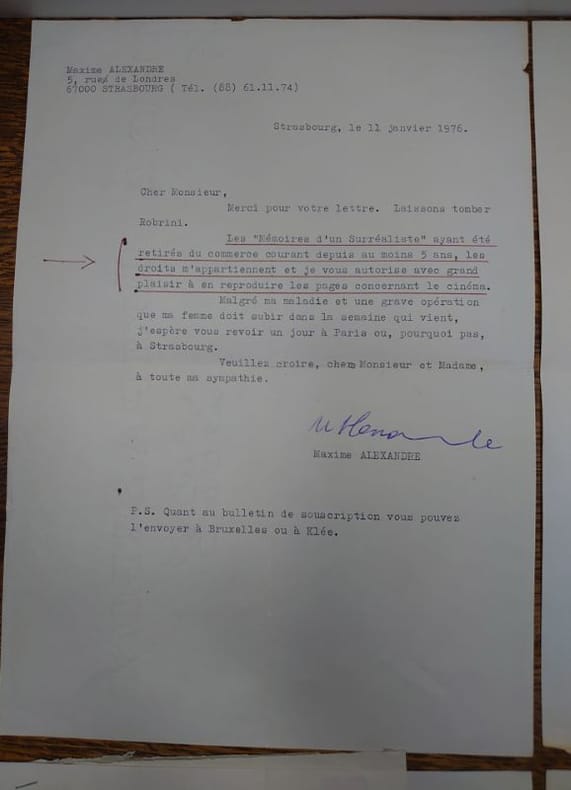 Maxime ALEXANDRE
5, rue de Londres
67000 STRASBOURG ( Tél. (88) 61.11.74)
Strasbourg, le 11 janvier 1976.
Cher Monsieur,
Merci pour votre lettre. Laissons tomber
Robrini.
Les "Mémoires d'un Surréaliste" ayant été
retirés du commerce courant depuis au moins 5 ans, les
droits m'appartiennent et je vous autorise avec grand
plaisir à en reproduire les pages concernant le cinéma.
Malgré ma maladie et une grave opération
que ma femme doit subir dans la semaine qui vient,
j'espère vous revoir un jour à Paris ou, pourquoi pas,
à Strasbourg.
Veuillez croire, cher Monsieur et Madame,
à toute ma sympathie.
Maxime ALEXANDRE
P.S. Quant au bulletin de souscription vous pouvez
l'envoyer à Bruxelles ou à Klée.